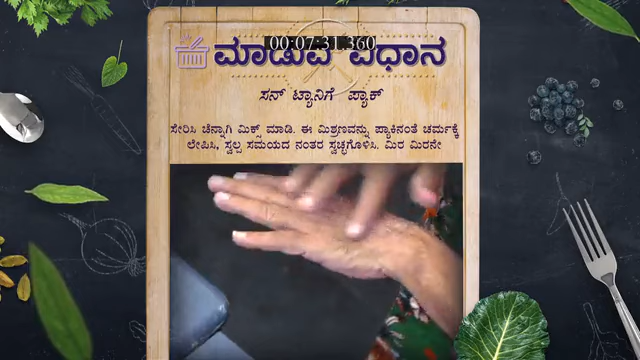 00:07:31.360
ಮಾಡುವ ವಿಧಾನ
ಸನ್ ಟ್ಯಾನಿಗೆ ಪ್ಯಾಕ್
ಸೇರಿಸಿ ಚೆನ್ನಾಗಿ ಮಿಕ್ಸ್ ಮಾಡಿ. ಈ ಮಿಶ್ರಣವನ್ನು ಪ್ಯಾಕಿನಂತೆ ಚರ್ಮಕ್ಕೆ
ಲೇಪಿಸಿ, ಸ್ವಲ್ಪ ಸಮಯದ ನಂತರ ಸ್ವಚ್ಛಗೊಳಿಸಿ. ಮಿರ ಮಿರನೇ